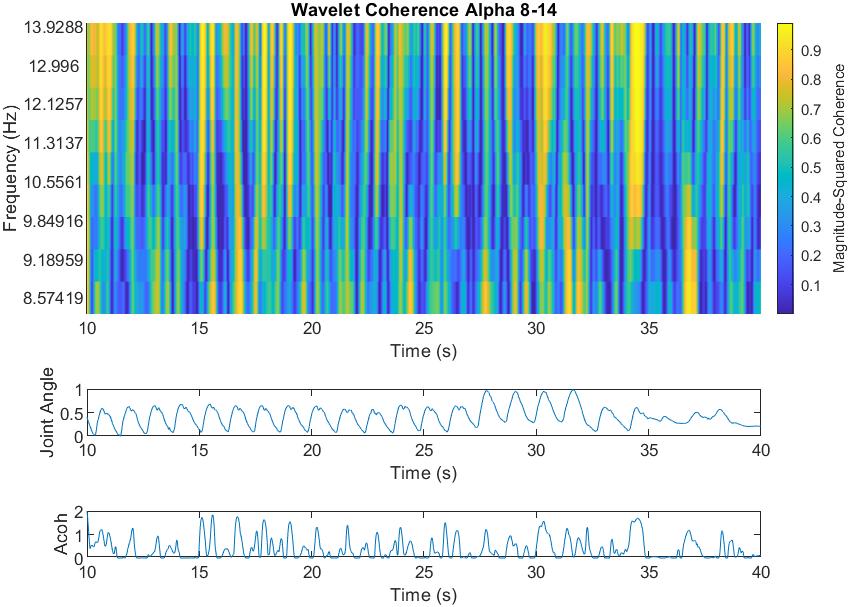 Wavelet Coherence Alpha 8-14
13.9288
12.996
12.1257
11.3137
10.5561
9.84916
9.18959
8.57419
Frequency (Hz)
10 15 20 25 30 35
Time (s)
0.9
0.8
0.7
0.6
0.5
0.4
0.3
0.2
0.1
Magnitude-Squared Coherence
Joint Angle
1
0.5
0
10 15 20 25 30 35 40
Time (s)
Acoh
2
1
0
10 15 20 25 30 35 40
Time (s)